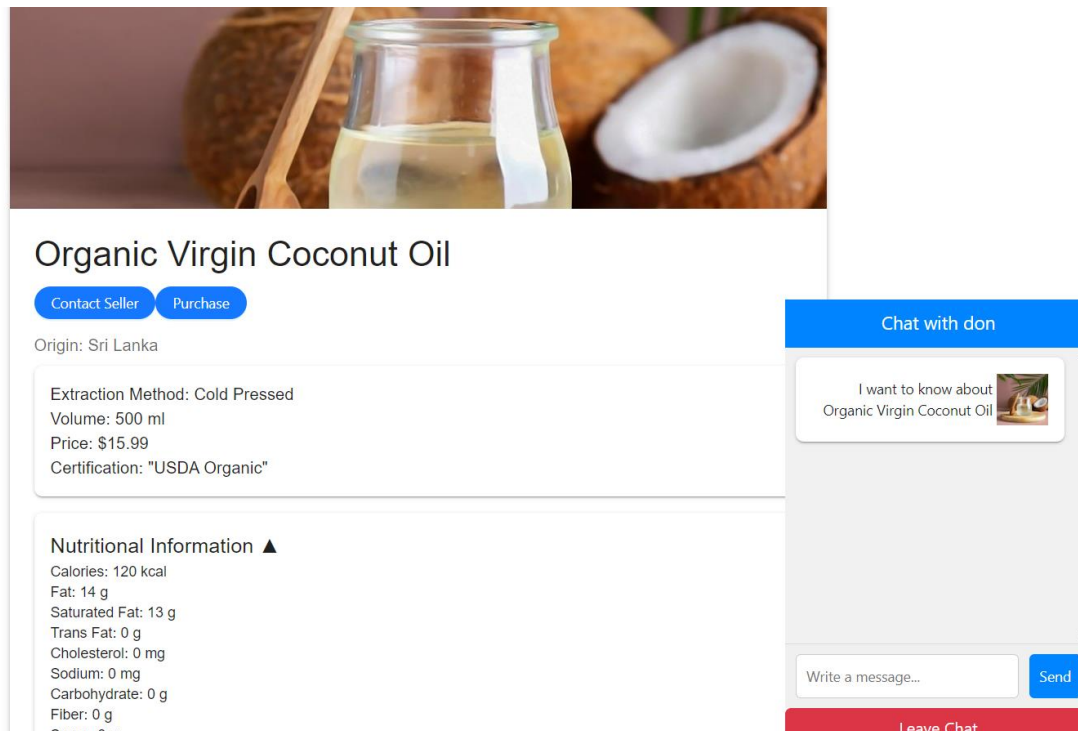 Organic Virgin Coconut Oil
Contact Seller
Purchase
Origin: Sri Lanka
Extraction Method: Cold Pressed
Volume: 500 ml
Price: $15.99
Certification: "USDA Organic"
Nutritional Information ▲
Calories: 120 kcal
Fat: 14 g
Saturated Fat: 13 g
Trans Fat: 0 g
Cholesterol: 0 mg
Sodium: 0 mg
Carbohydrate: 0 g
Fiber: 0 g
Chat with don
I want to know about
Organic Virgin Coconut Oil
Write a message...
Send
Leave Chat